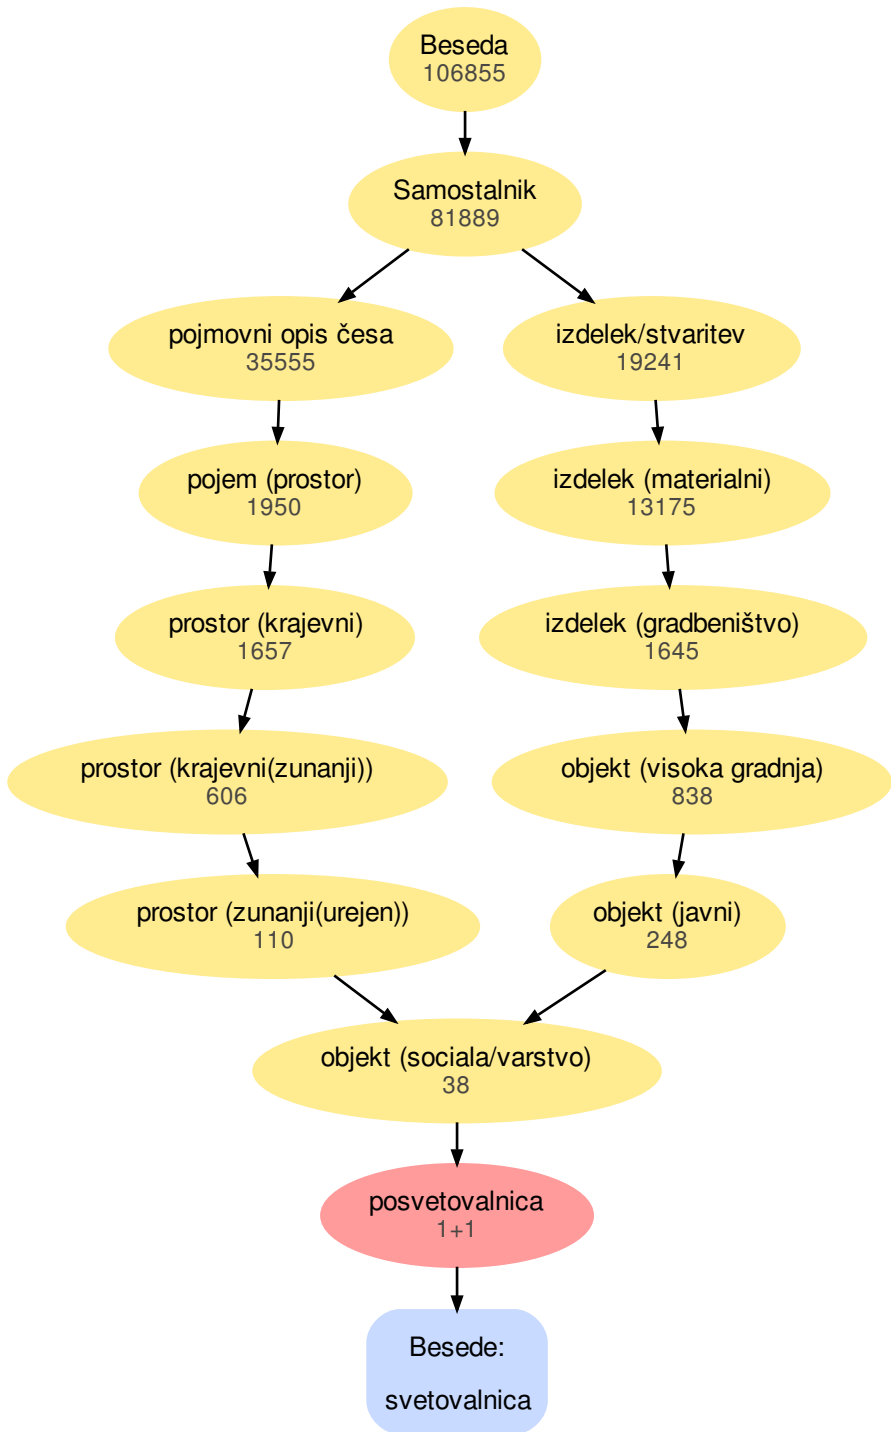 Beseda
106855
Samostalnik
81889
pojmovni opis česa
35555
izdelek/stvaritev
19241
pojem (prostor)
1950
izdelek (materialni)
13175
prostor (krajevni)
1657
izdelek (gradbeništvo)
1645
prostor (krajevni(zunanji))
606
objekt (visoka gradnja)
838
prostor (zunanji(urejen))
110
objekt (javni)
248
objekt (sociala/varstvo)
38
posvetovalnica
1+1
Besede:
svetovalnica